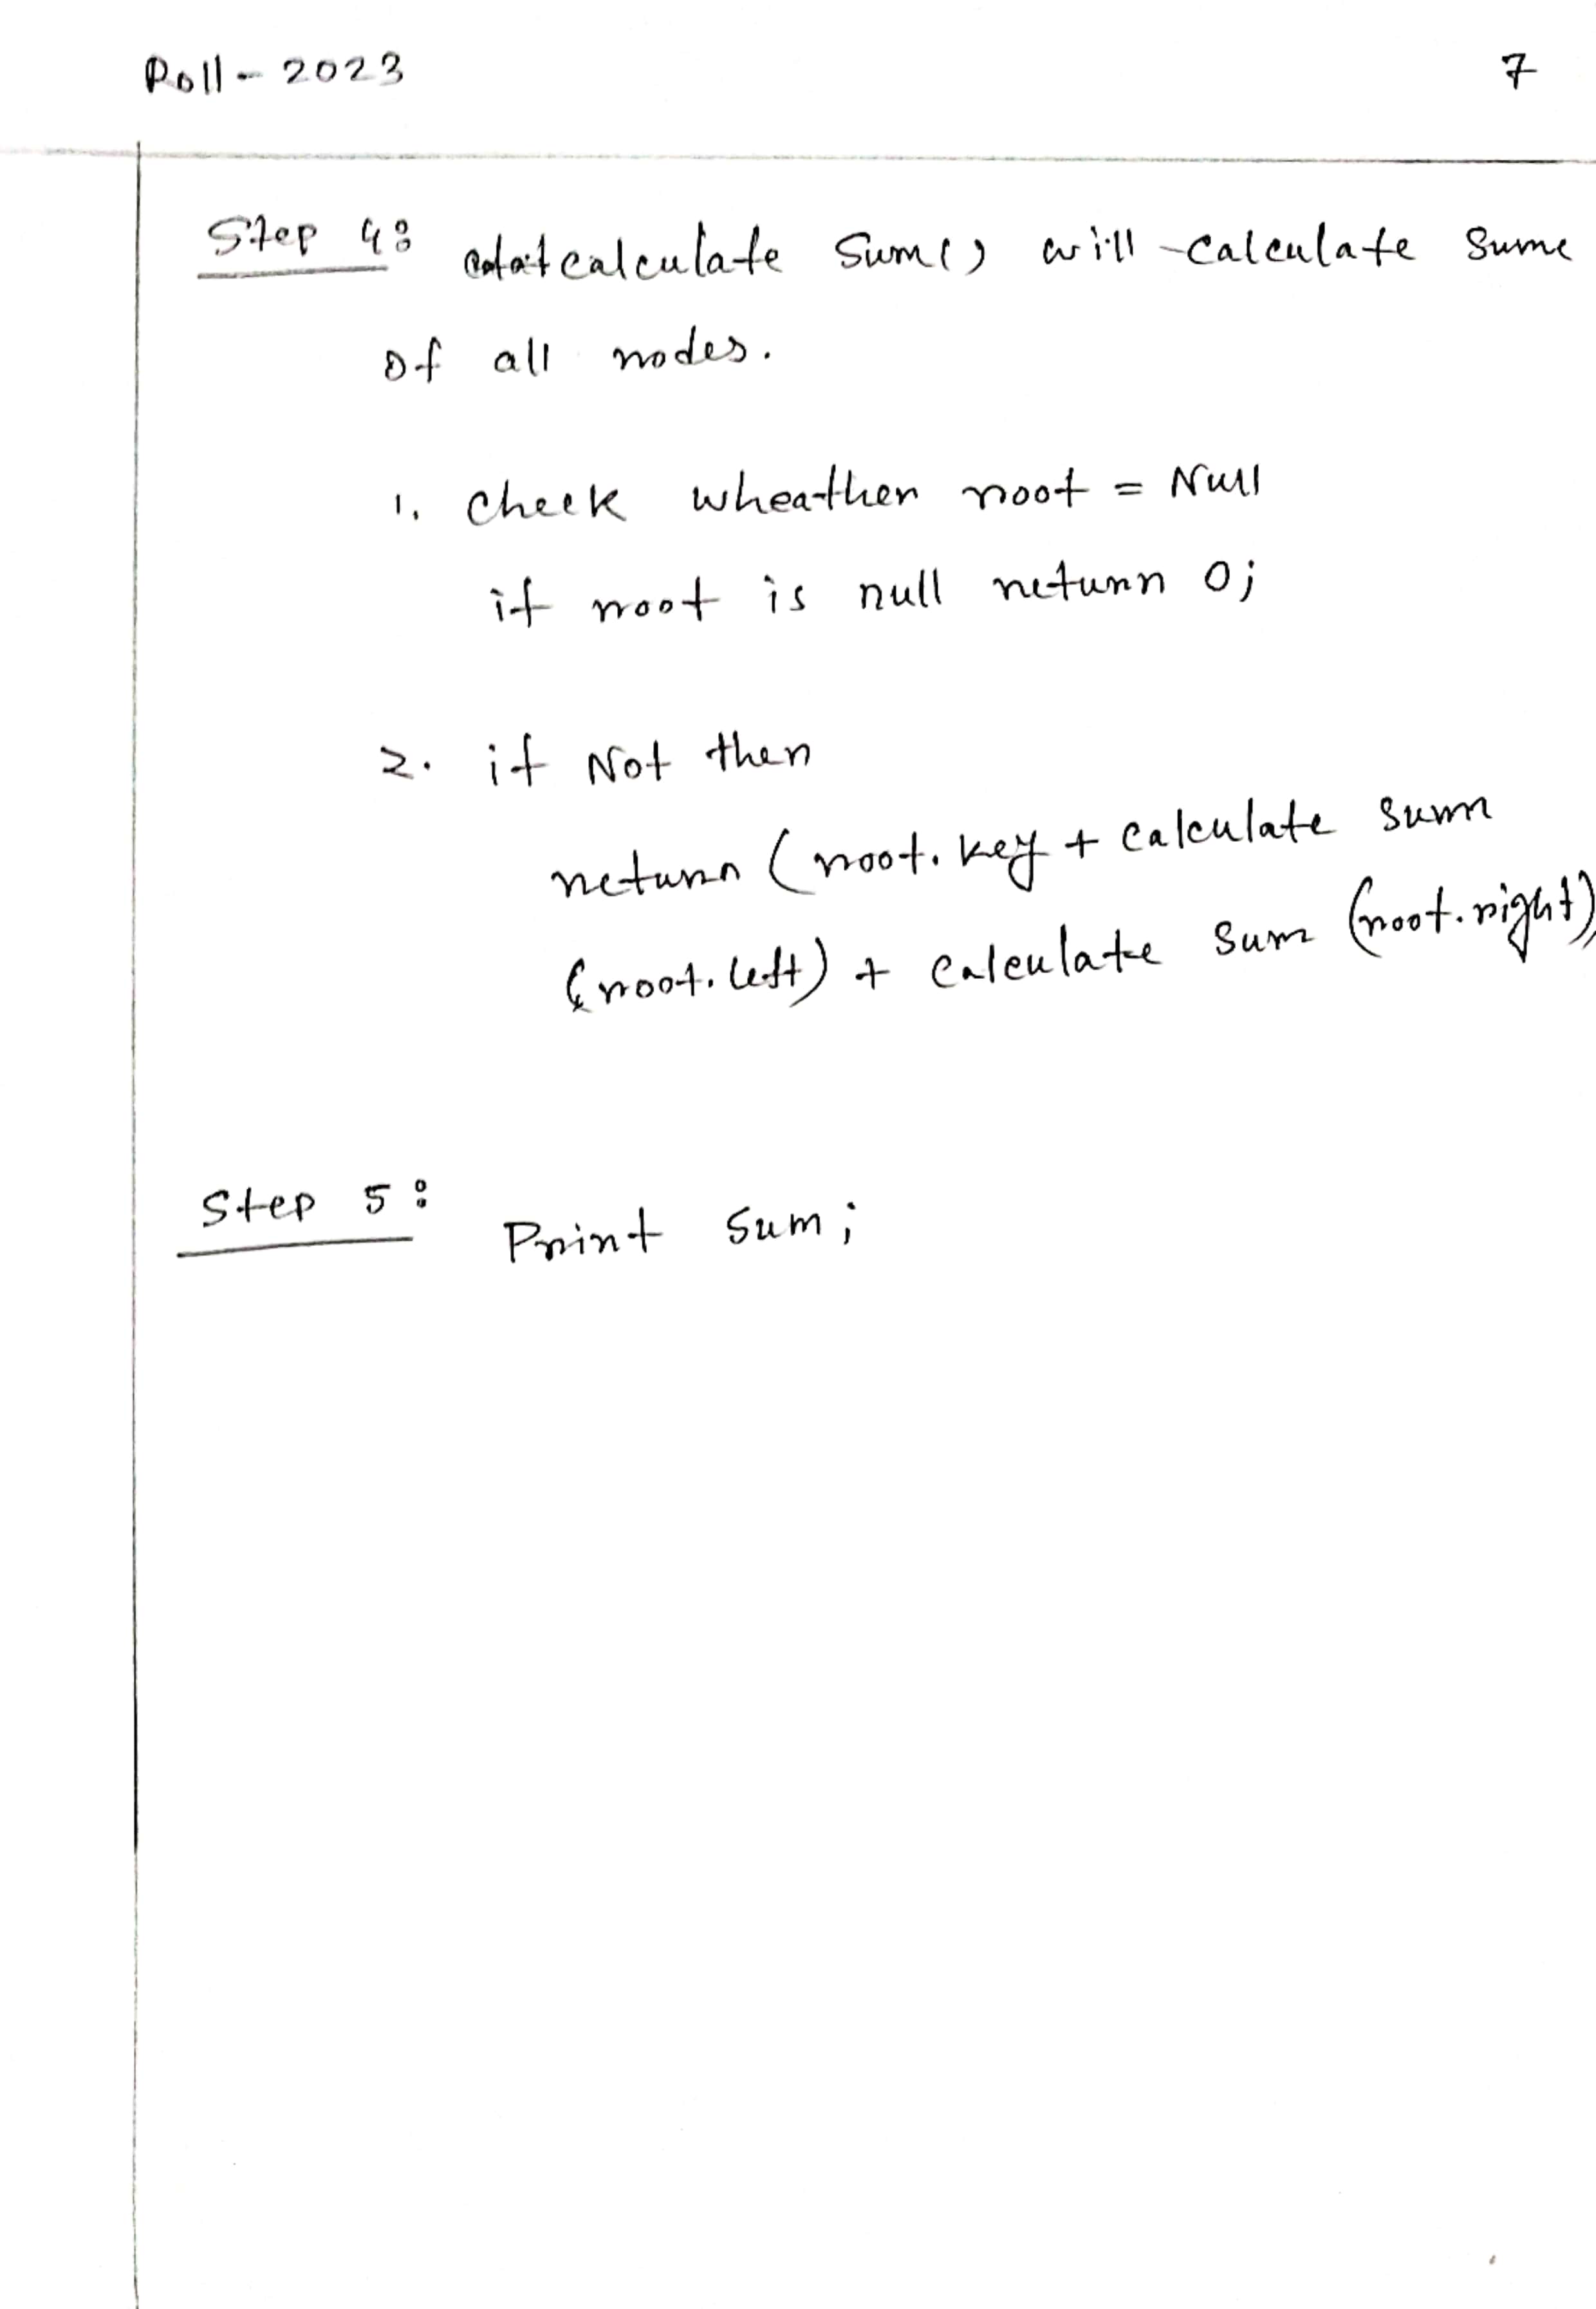 Roll - 2023
7
Step 4: calculate Sum() will calculate sum
of all nodes.
1. check wheather root = Null
if root is null return 0;
2. if Not then
return (root. key + calculate sum
(root. left) + calculate sum (root. right)
Step 5: Print sum;